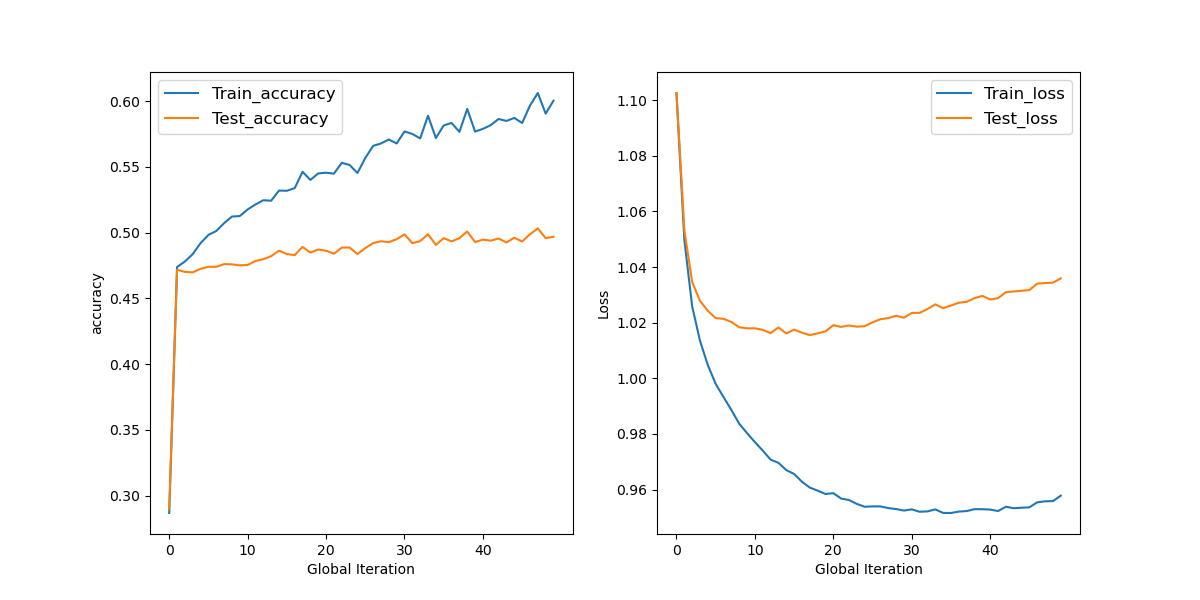 Train_accuracy
Test_accuracy
accuracy
0.60
0.55
0.50
0.45
0.40
0.35
0.30
0 10 20 30 40
Global Iteration
Train_loss
Test_loss
Loss
1.10
1.08
1.06
1.04
1.02
1.00
0.98
0.96
0 10 20 30 40
Global Iteration